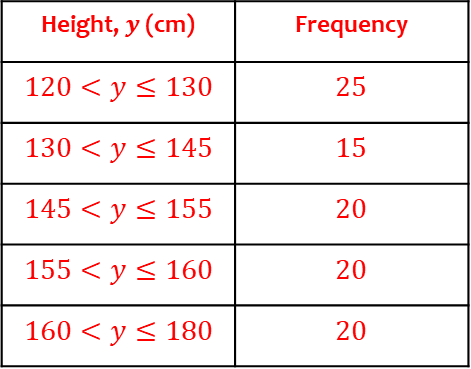 Height, y (cm) Frequency
120 < y ≤ 130 25
130 < y ≤ 145 15
145 < y ≤ 155 20
155 < y ≤ 160 20
160 < y ≤ 180 20